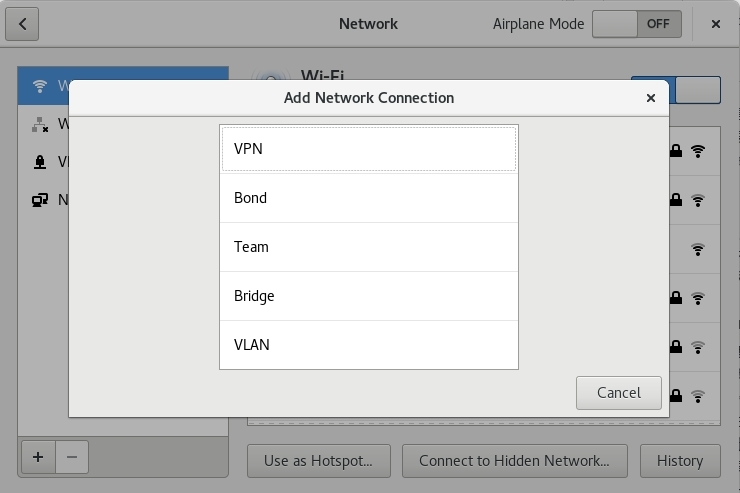 Network
Airplane Mode
OFF
Wi-Fi
Add Network Connection
VPN
Bond
Team
Bridge
VLAN
Cancel
Use as Hotspot...
Connect to Hidden Network...
History